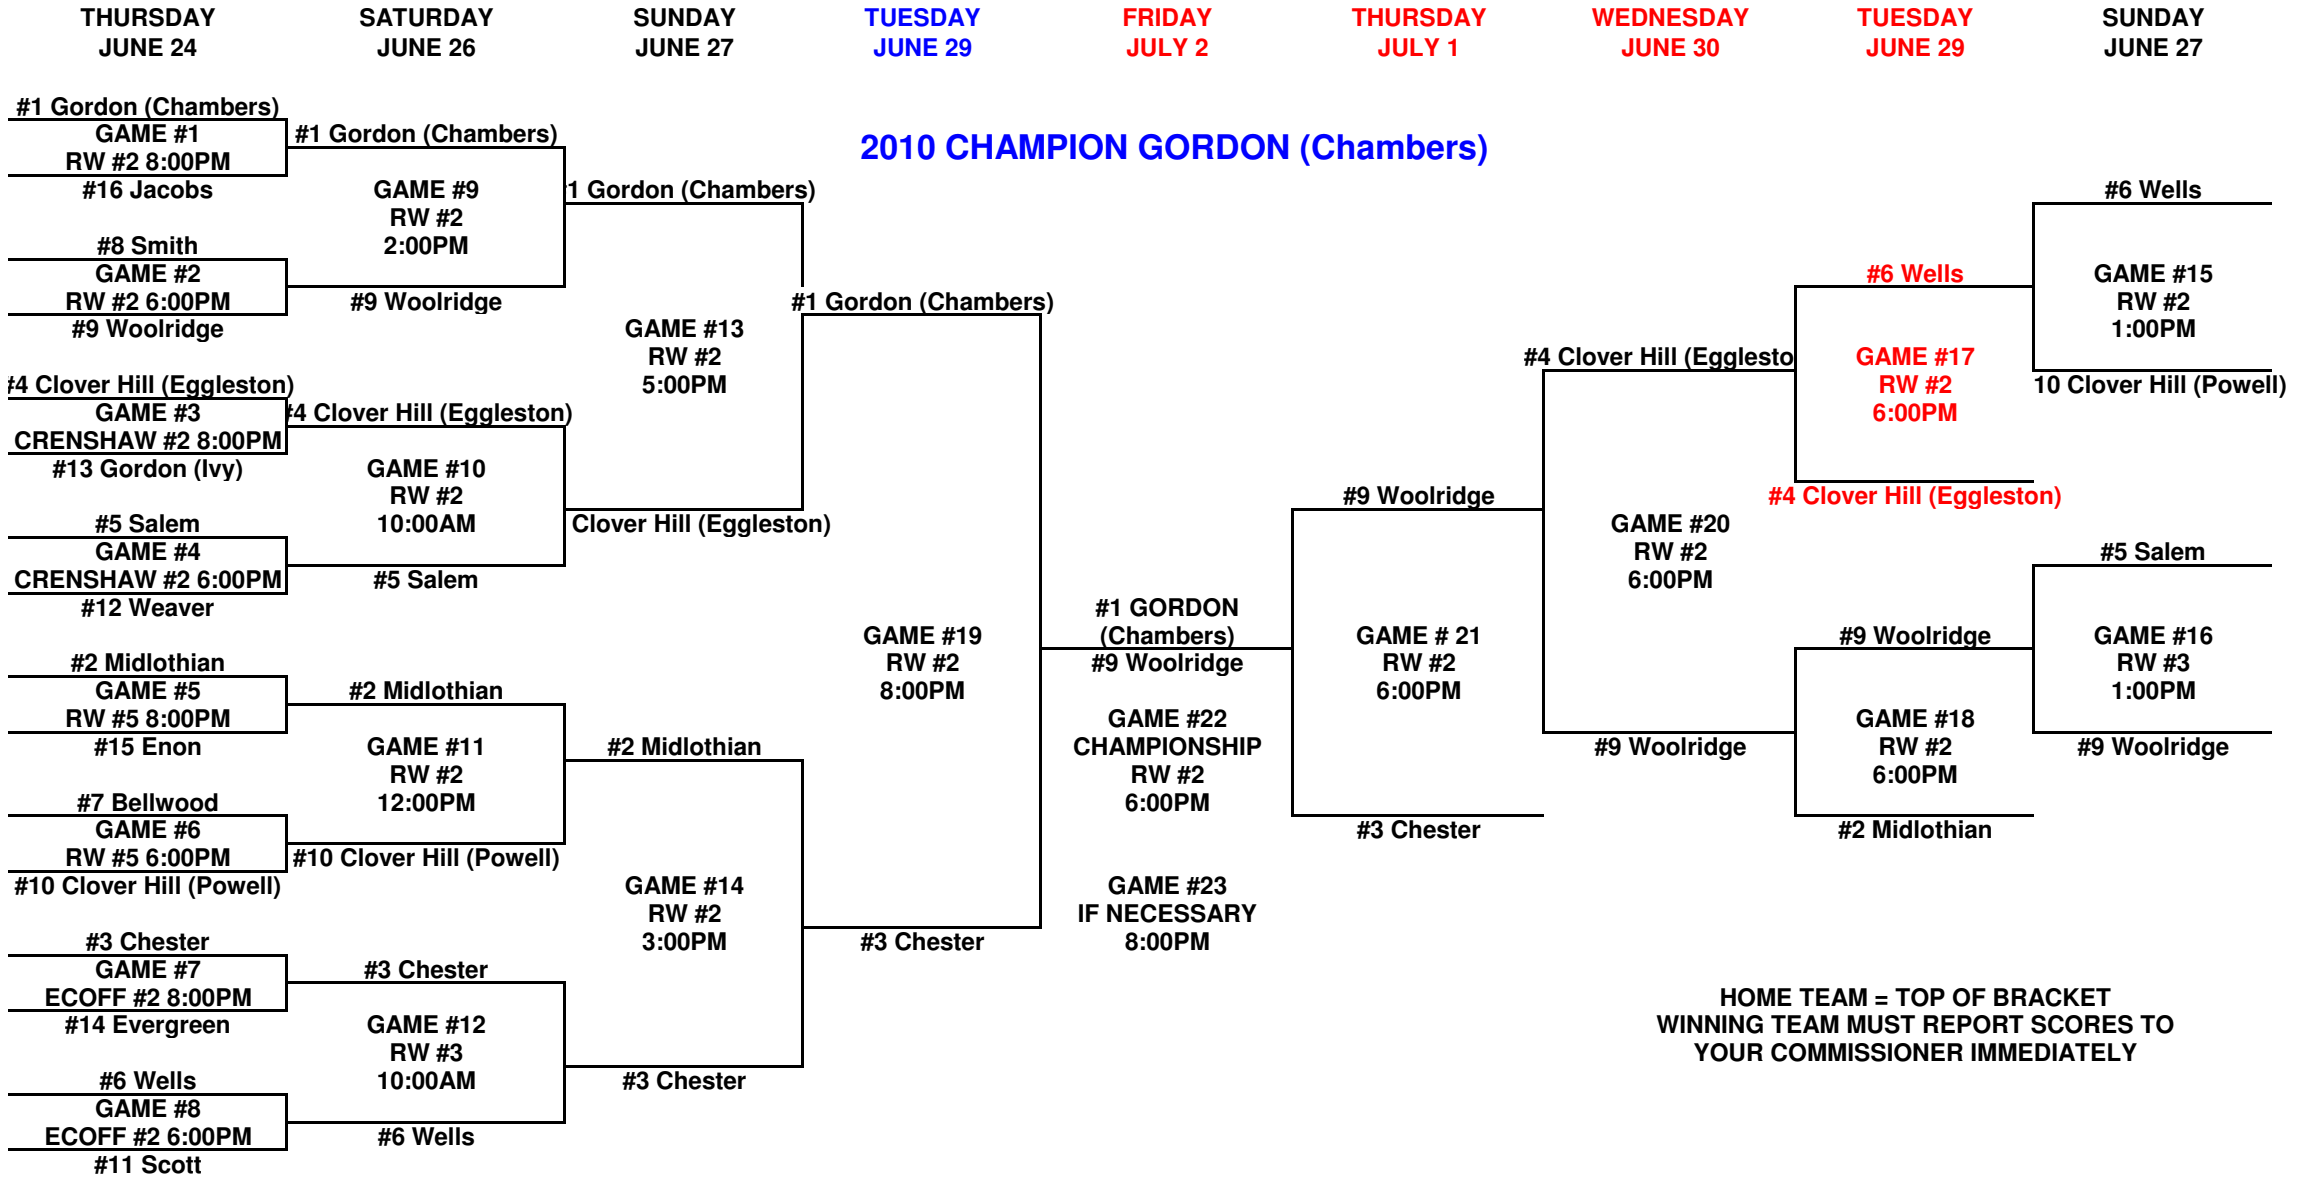 THURSDAY
JUNE 24
SATURDAY
JUNE 26
SUNDAY
JUNE 27
TUESDAY
JUNE 29
FRIDAY
JULY 2
THURSDAY
JULY 1
WEDNESDAY
JUNE 30
TUESDAY
JUNE 29
SUNDAY
JUNE 27
2010 CHAMPION GORDON (Chambers)
#1 Gordon (Chambers)
GAME #1
RW #2 8:00PM
#16 Jacobs
#8 Smith
GAME #2
RW #2 6:00PM
#9 Woolridge
#4 Clover Hill (Eggleston)
GAME #3
CRENSHAW #2 8:00PM
#13 Gordon (Ivy)
#5 Salem
GAME #4
CRENSHAW #2 6:00PM
#12 Weaver
#2 Midlothian
GAME #5
RW #5 8:00PM
#15 Enon
#7 Bellwood
GAME #6
RW #5 6:00PM
#10 Clover Hill (Powell)
#3 Chester
GAME #7
ECOFF #2 8:00PM
#14 Evergreen
#6 Wells
GAME #8
ECOFF #2 6:00PM
#11 Scott
#1 Gordon (Chambers)
GAME #9
RW #2
2:00PM
#9 Woolridge
#4 Clover Hill (Eggleston)
GAME #10
RW #2
10:00AM
#5 Salem
#2 Midlothian
GAME #11
RW #2
12:00PM
#10 Clover Hill (Powell)
#3 Chester
GAME #12
RW #3
10:00AM
#6 Wells
1 Gordon (Chambers)
GAME #13
RW #2
5:00PM
Clover Hill (Eggleston)
#2 Midlothian
GAME #14
RW #2
3:00PM
#3 Chester
#1 Gordon (Chambers)
GAME #19
RW #2
8:00PM
#3 Chester
#1 GORDON
(Chambers)
#9 Woolridge
GAME #22
CHAMPIONSHIP
RW #2
6:00PM
GAME #23
IF NECESSARY
8:00PM
#9 Woolridge
GAME # 21
RW #2
6:00PM
#3 Chester
#4 Clover Hill (Egglesto
GAME #20
RW #2
6:00PM
#9 Woolridge
#6 Wells
GAME #17
RW #2
6:00PM
#4 Clover Hill (Eggleston)
#9 Woolridge
GAME #18
RW #2
6:00PM
#2 Midlothian
#6 Wells
GAME #15
RW #2
1:00PM
10 Clover Hill (Powell)
#5 Salem
GAME #16
RW #3
1:00PM
#9 Woolridge
HOME TEAM = TOP OF BRACKET
WINNING TEAM MUST REPORT SCORES TO
YOUR COMMISSIONER IMMEDIATELY